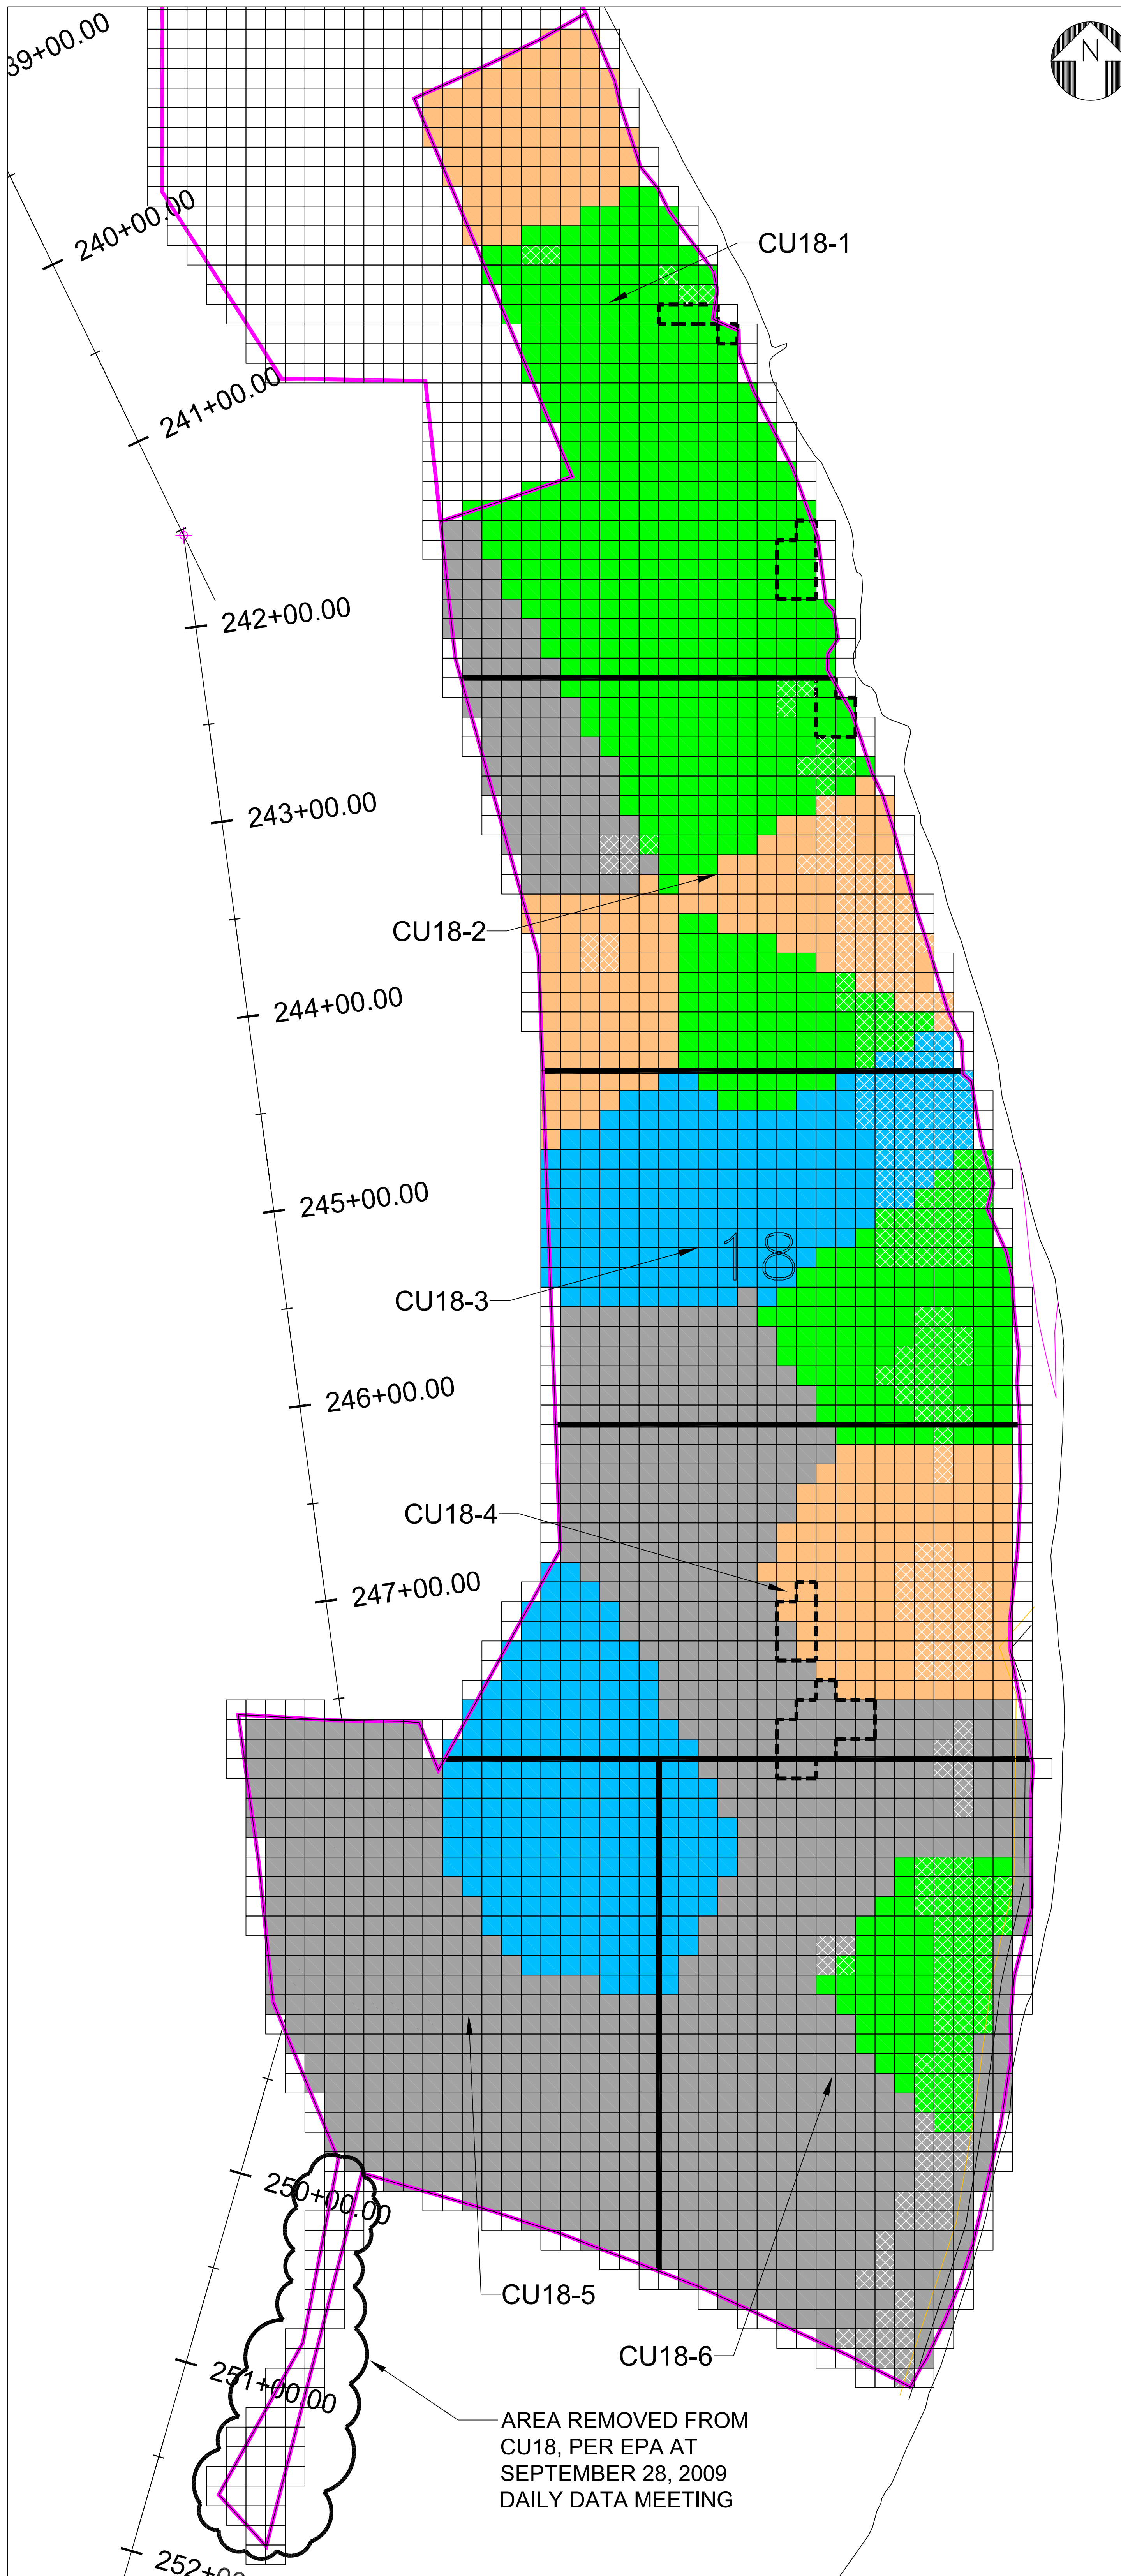 39+00.00
N
240+00.00
CU18-1
241+00.00
242+00.00
243+00.00
CU18-2
244+00.00
245+00.00
18
CU18-3
246+00.00
CU18-4
247+00.00
250+00.00
CU18-5
CU18-6
251+00.00
AREA REMOVED FROM
CU18, PER EPA AT
SEPTEMBER 28, 2009
DAILY DATA MEETING
252+00